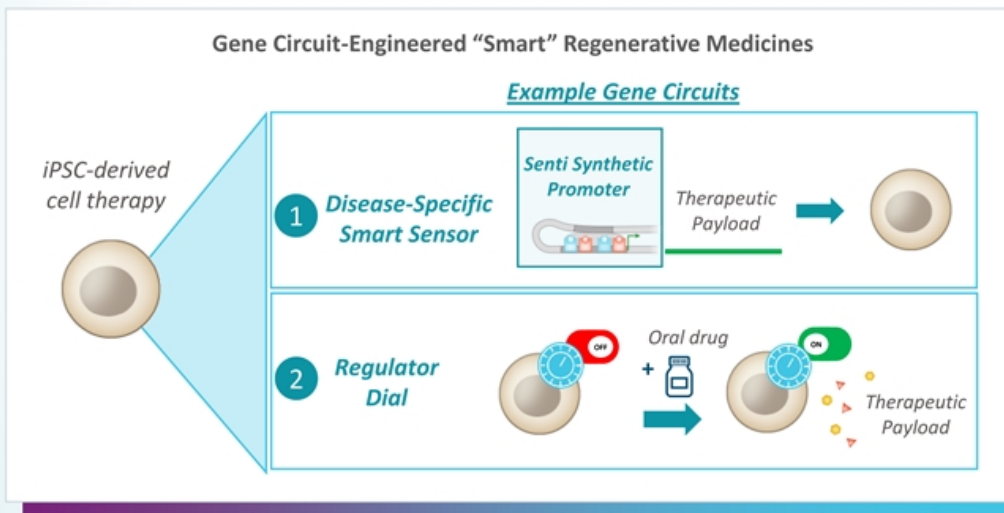 Gene Circuit-Engineered “Smart” Regenerative Medicines
Example Gene Circuits
iPSC-derived
cell therapy
1
Disease-Specific
Smart Sensor
Senti Synthetic
Promoter
Therapeutic
Payload
2
Regulator
Dial
OFF
Oral drug
+
ON
Therapeutic
Payload